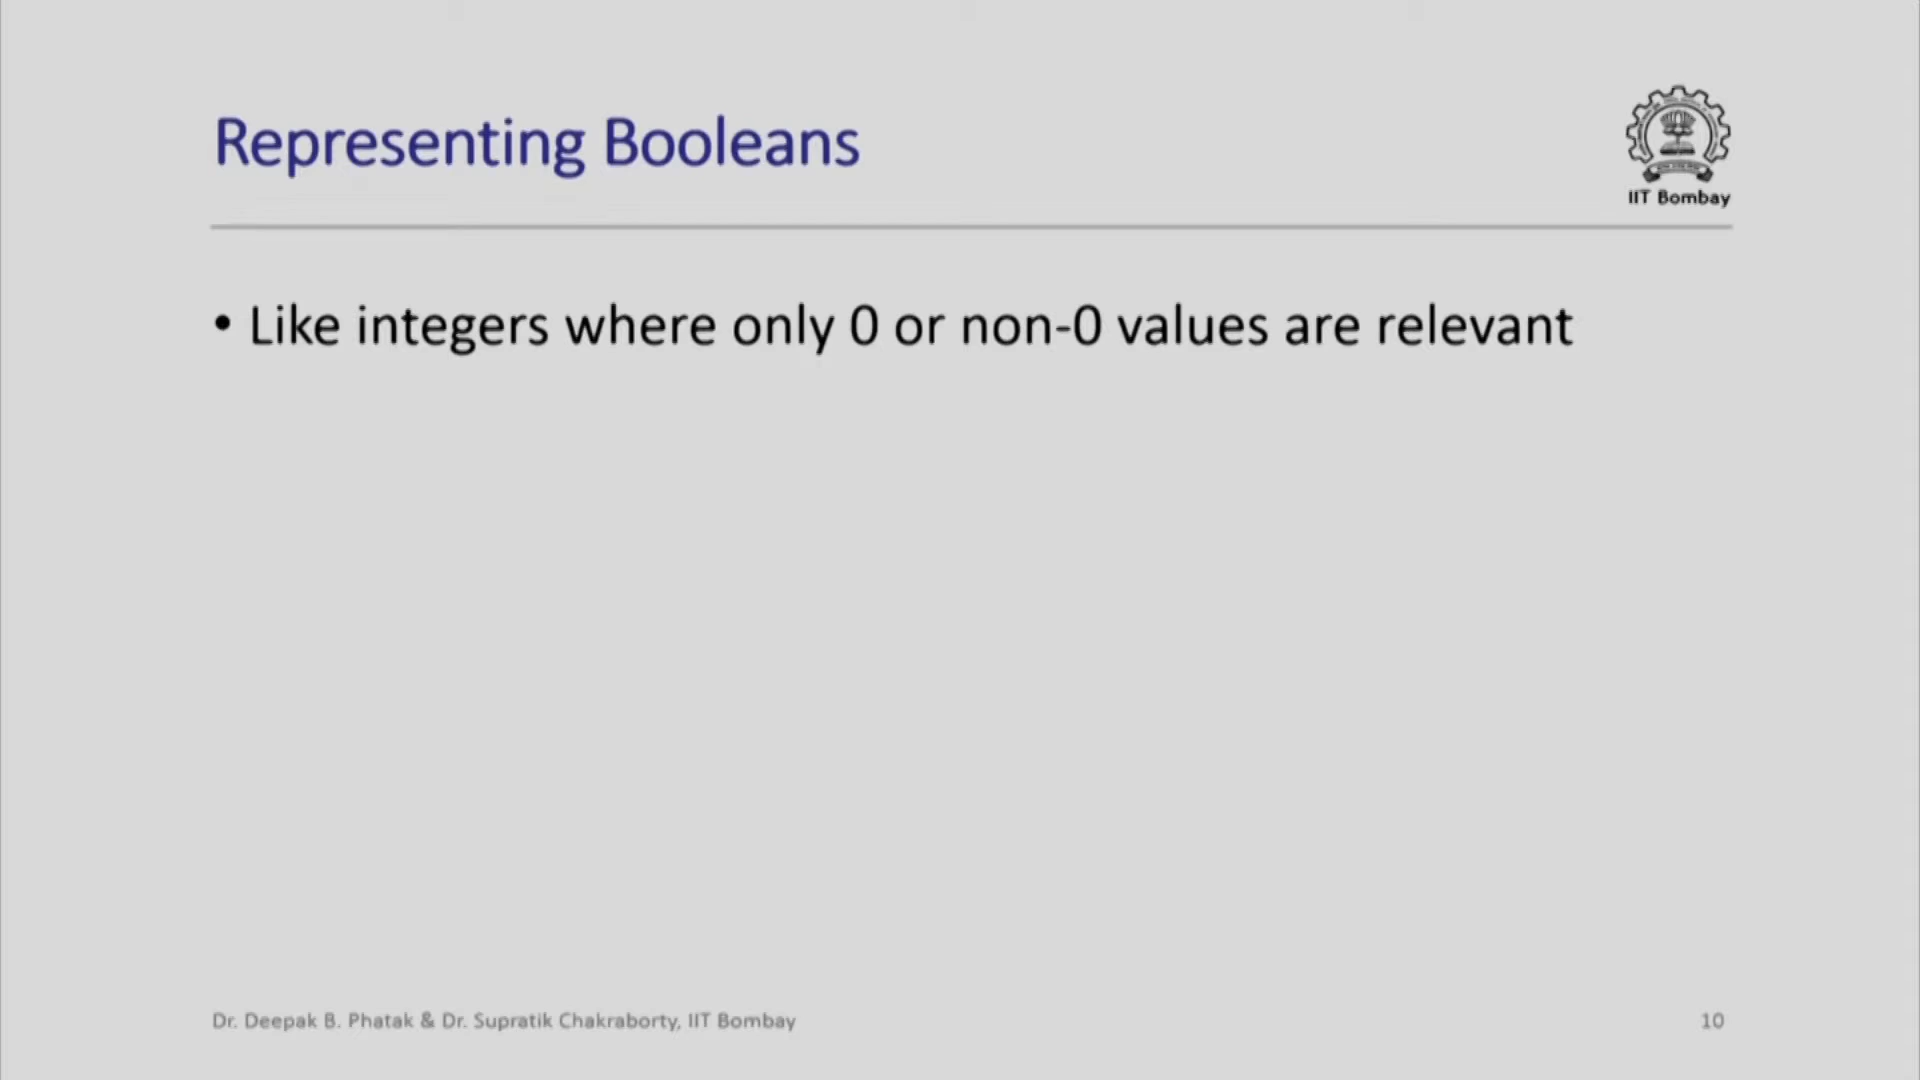 Representing Booleans
IIT Bombay
• Like integers where only 0 or non-0 values are relevant
Dr. Deepak B. Phatak & Dr. Supratik Chakraborty, IIT Bombay
10